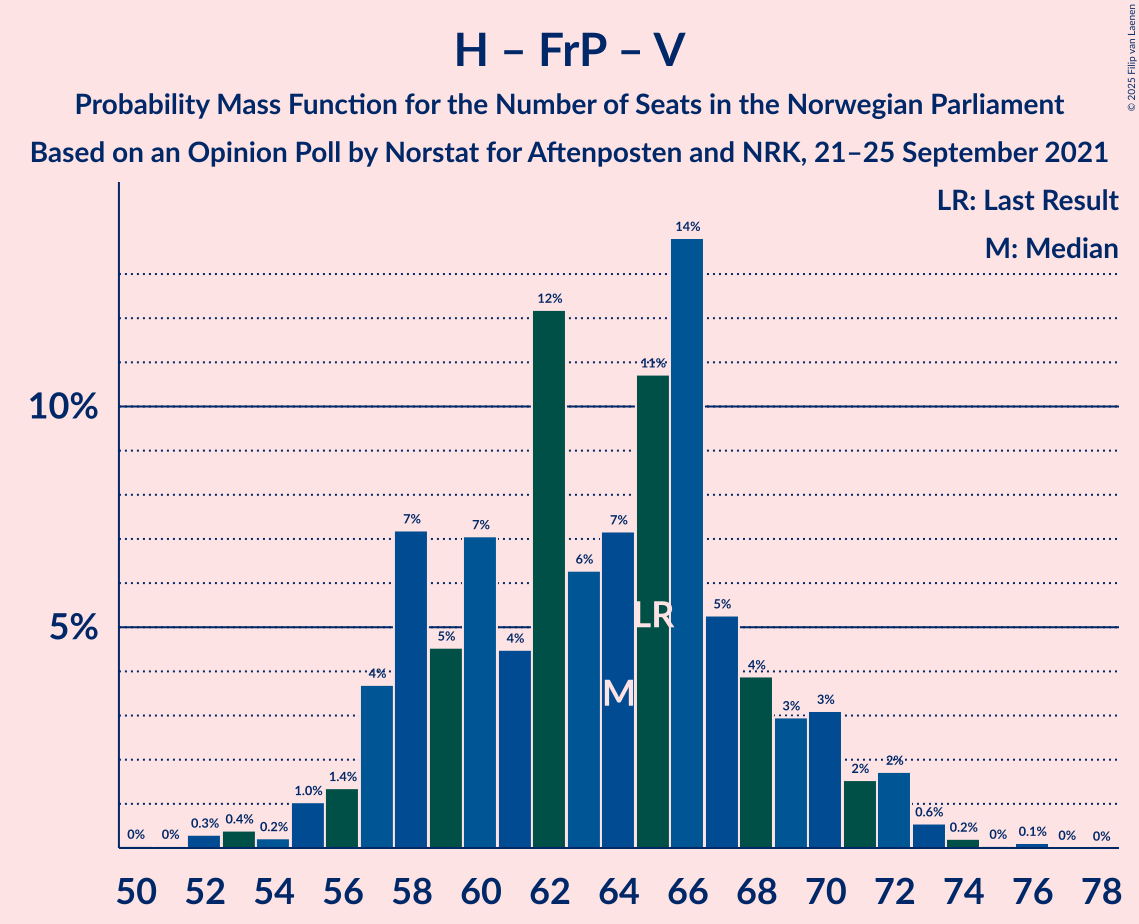 H – FrP – V
Probability Mass Function for the Number of Seats in the Norwegian Parliament
Based on an Opinion Poll by Norstat for Aftenposten and NRK, 21–25 September 2021
© 2025 Filip van Laenen
LR: Last Result
M: Median
10%
5%
0% 0% 0.3% 0.4% 0.2% 1.0% 1.4% 4% 7% 5% 7% 4% 12% 6% 7% 11% 14% 5% 4% 3% 3% 2% 2% 0.6% 0.2% 0% 0.1% 0% 0%
LR
M
50 52 54 56 58 60 62 64 66 68 70 72 74 76 78